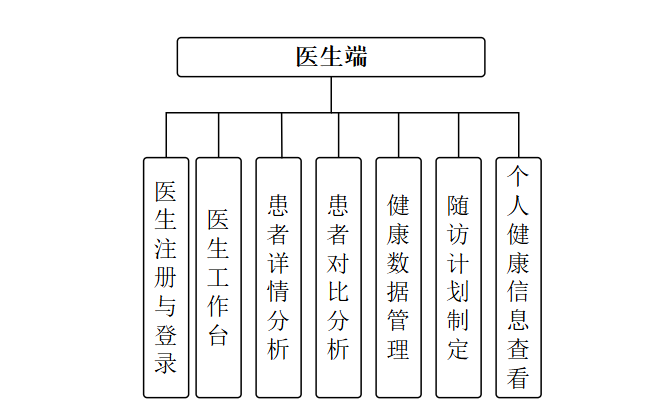 医生端
医生注册与登录
医生工作台
患者详情分析
患者对比分析
健康数据管理
随访计划制定
个人健康信息查看